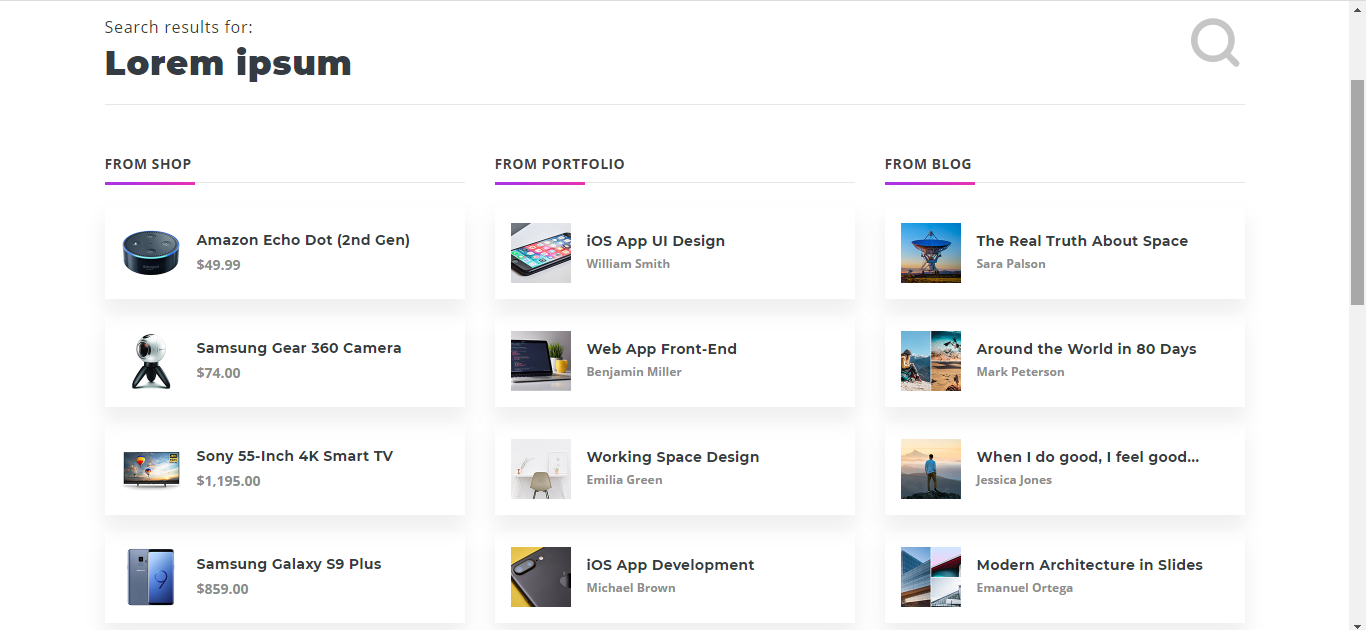 Search results for:
Lorem ipsum
FROM SHOP
Amazon Echo Dot (2nd Gen)
$49.99
Samsung Gear 360 Camera
$74.00
Sony 55-Inch 4K Smart TV
$1,195.00
Samsung Galaxy S9 Plus
$859.00
FROM PORTFOLIO
iOS App UI Design
William Smith
Web App Front-End
Benjamin Miller
Working Space Design
Emilia Green
iOS App Development
Michael Brown
FROM BLOG
The Real Truth About Space
Sara Palson
Around the World in 80 Days
Mark Peterson
When I do good, I feel good...
Jessica Jones
Modern Architecture in Slides
Emanuel Ortega